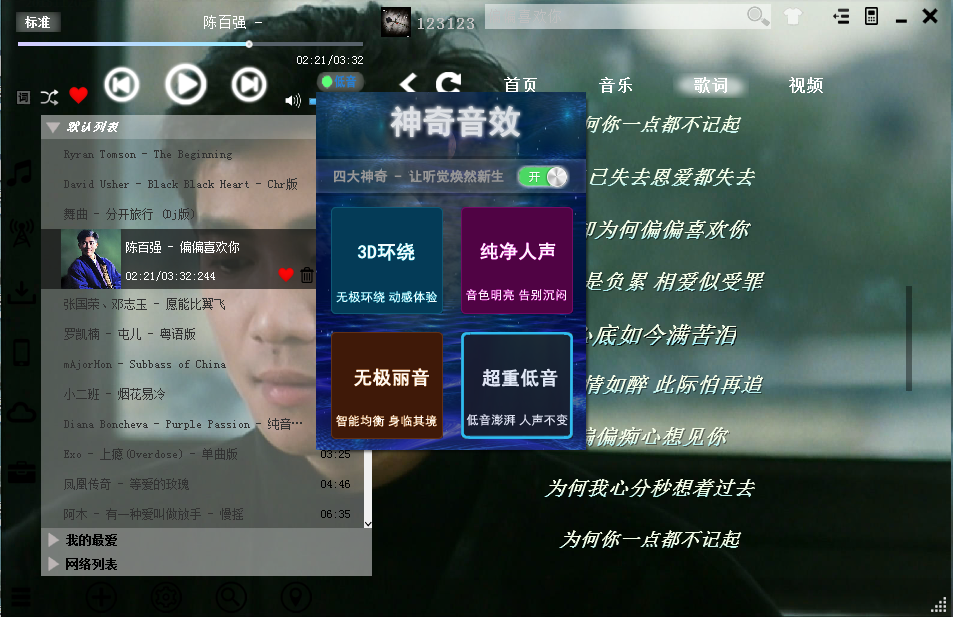 标准
陈百强 -
123123
喜欢你
02:21/03:32
低音
词
首页
音乐
歌词
视频
默认列表
Kyran Tomson - The Beginning
David Usher - Black Black Heart - Chr版
舞曲 - 分开旅行 (Dj版)
陈百强 - 偏偏喜欢你
02:21/03:32:244
张国荣、邓志玉 - 愿能比翼飞
罗凯楠 - 屯儿 - 粤语版
mAjorHon - Subbass of China
小二班 - 烟花易冷
Diana Boncheva - Purple Passion - 纯音…
Exo - 上瘾(Overdose) - 单曲版
03:25
凤凰传奇 - 等爱的玫瑰
04:46
阿木 - 有一种爱叫做放手 - 慢摇
06:35
我的最爱
网络列表
神奇音效
四大神奇 - 让听觉焕然新生
开
3D环绕
无极环绕 动感体验
纯净人声
音色明亮 告别沉闷
无极丽音
智能均衡 身临其境
超重低音
低音澎湃 人声不变
何你一点都不记起
已失去恩爱都失去
却为何偏偏喜欢你
是负累 相爱似受罪
心底如今满苦泪
情如醉 此际怕再追
偏偏痴心想见你
为何我心分秒想着过去
为何你一点都不记起